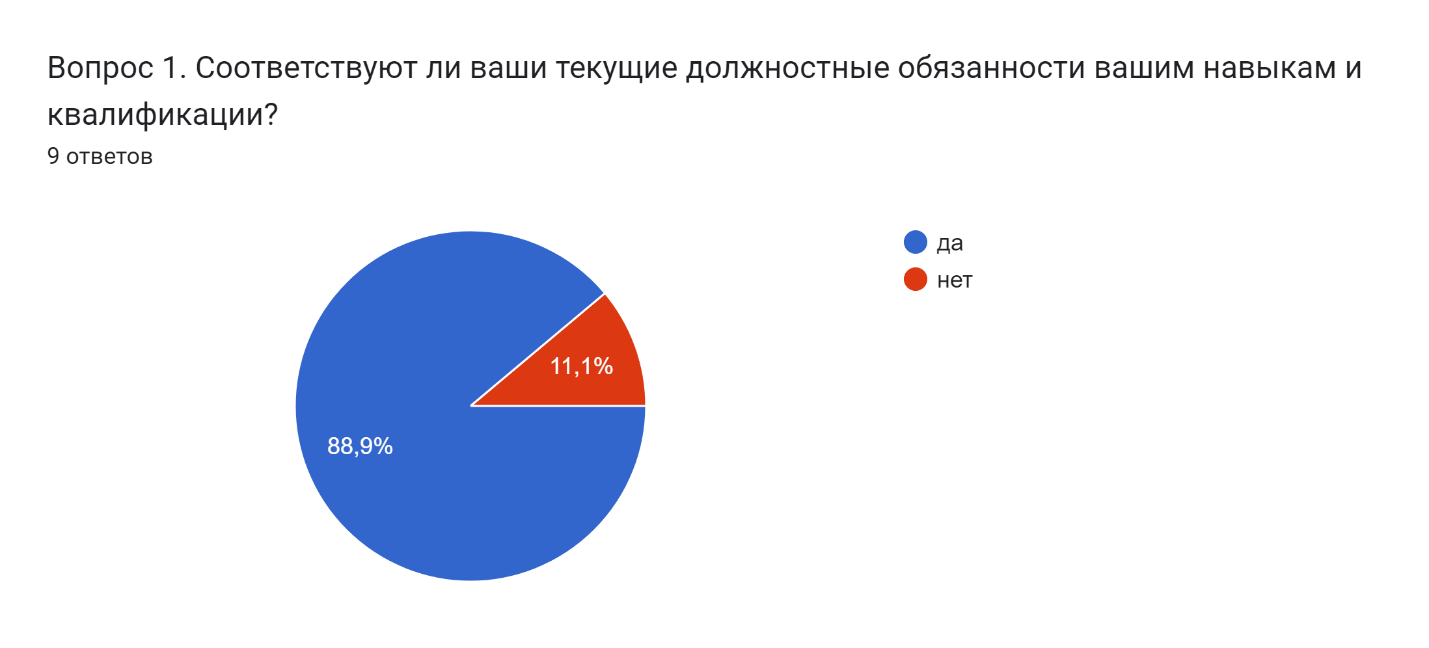 Вопрос 1. Соответствуют ли ваши текущие должностные обязанности вашим навыкам и
квалификации?
9 ответов
да
нет
11,1%
88,9%